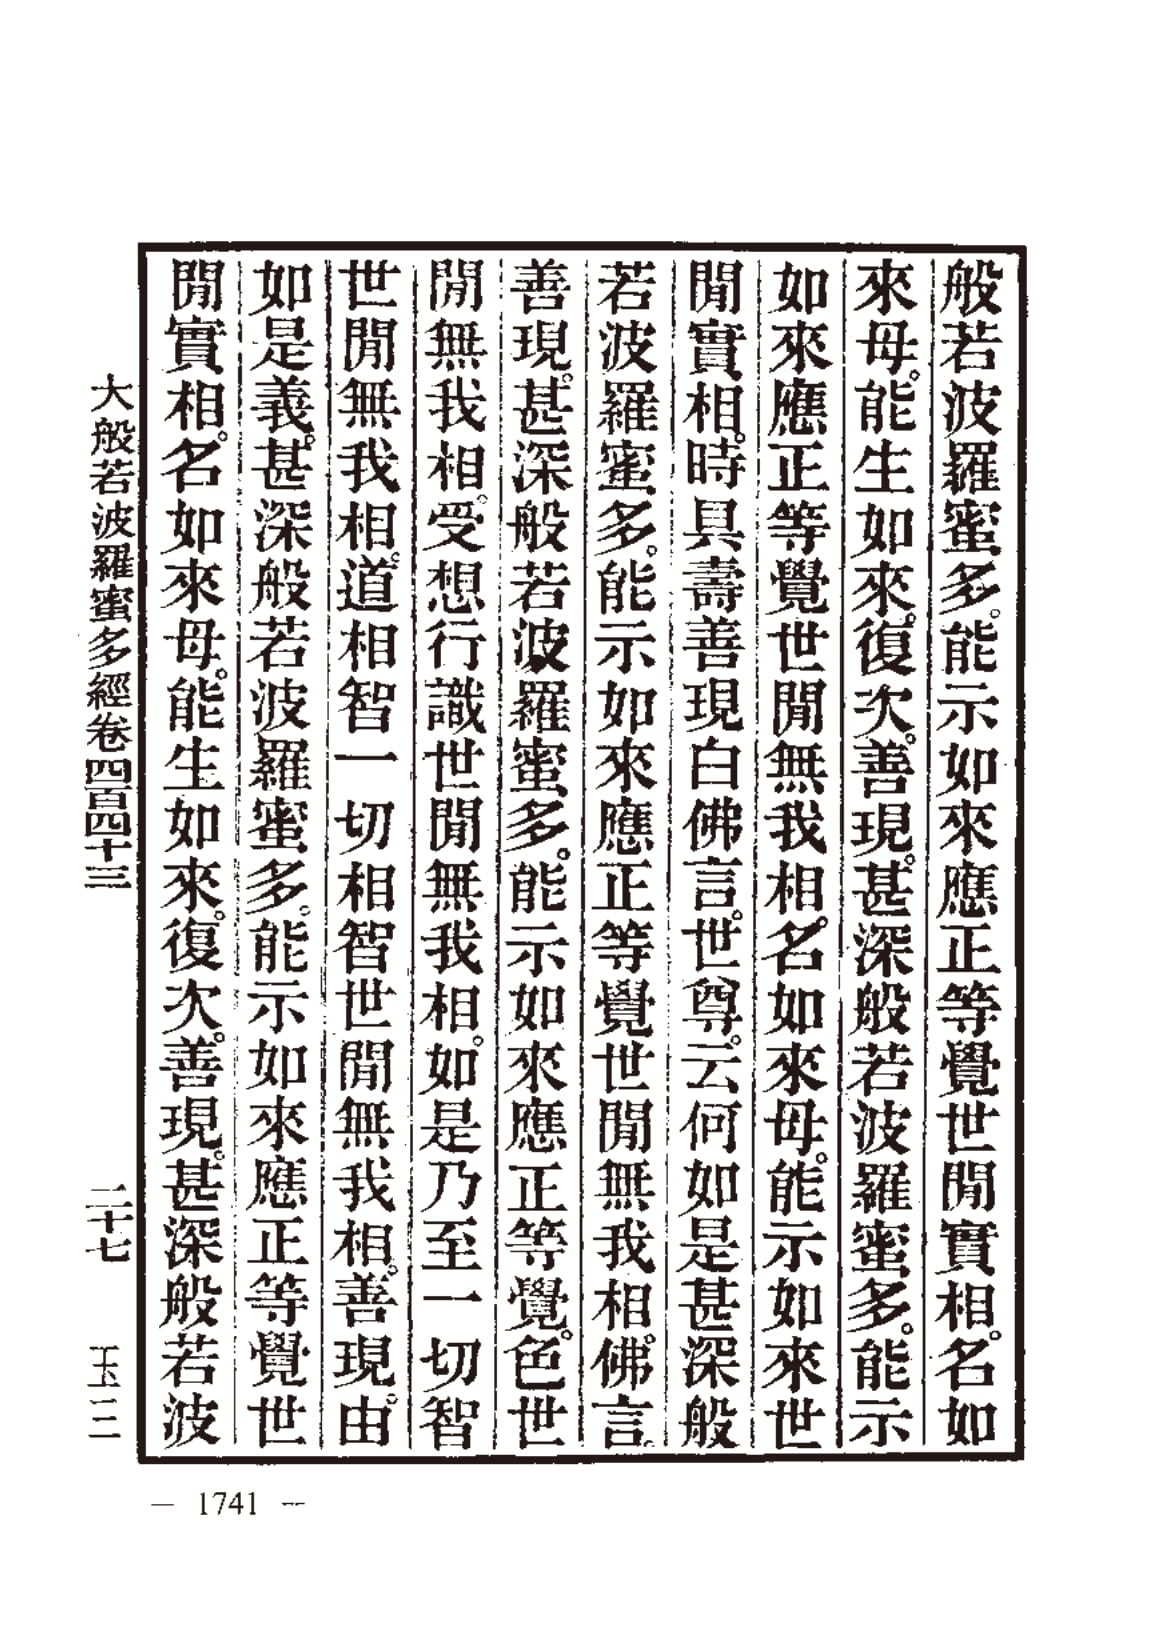 般若波羅蜜多。能示如來應正等覺世閒實相。名如
來母。能生如來。復次。善現。甚深般若波羅蜜多。能示
如來應正等覺世閒無我相。名如來母。能示如來世
閒實相。時具壽善現白佛言。世尊。云何如是甚深般
若波羅蜜多。能示如來應正等覺世閒無我相。佛言。
善現。甚深般若波羅蜜多。能示如來應正等覺。色世
閒無我相。受想行識世閒無我相。如是乃至一切智
世閒無我相。道相智一切相智世閒無我相。善現。由
如是義。甚深般若波羅蜜多。能示如來應正等覺世
閒實相。名如來母。能生如來。復次。善現。甚深般若波
大般若波羅蜜多經卷四百四十三 二十七 玉三
— 1741 —